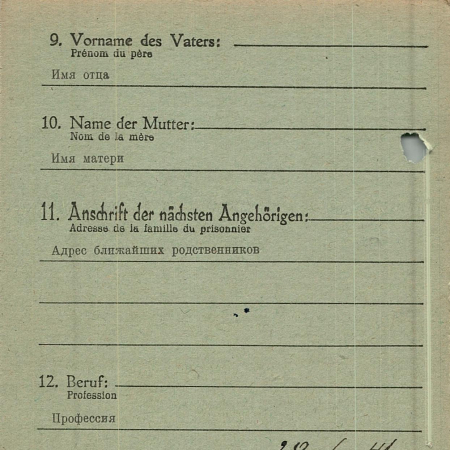 9. Vorname des Vaters:
Prénom du père
Имя отца
10. Name der Mutter:
Nom de la mère
Имя матери
11. Anschrift der nächsten Angehörigen:
Adresse de la famille du prisonnier
Адрес ближайших родственников
12. Beruf:
Profession
Профессия